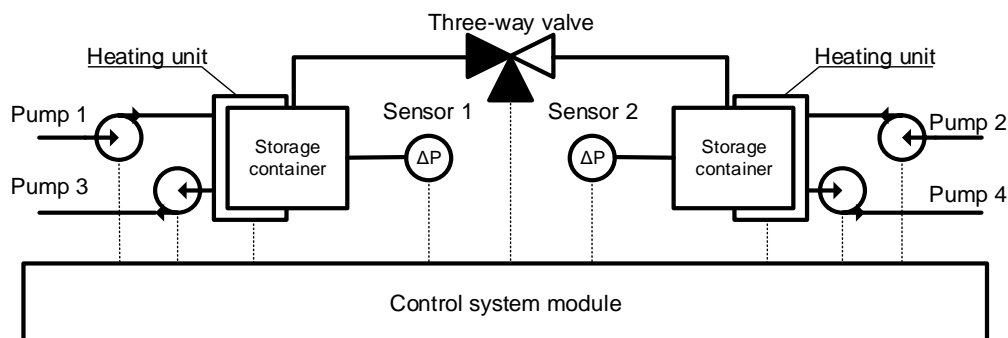 Three-way valve
Heating unit
Heating unit
Pump 1
Sensor 1
Sensor 2
Pump 2
Storage
container
ΔP
ΔP
Storage
container
Pump 3
Pump 4
Control system module